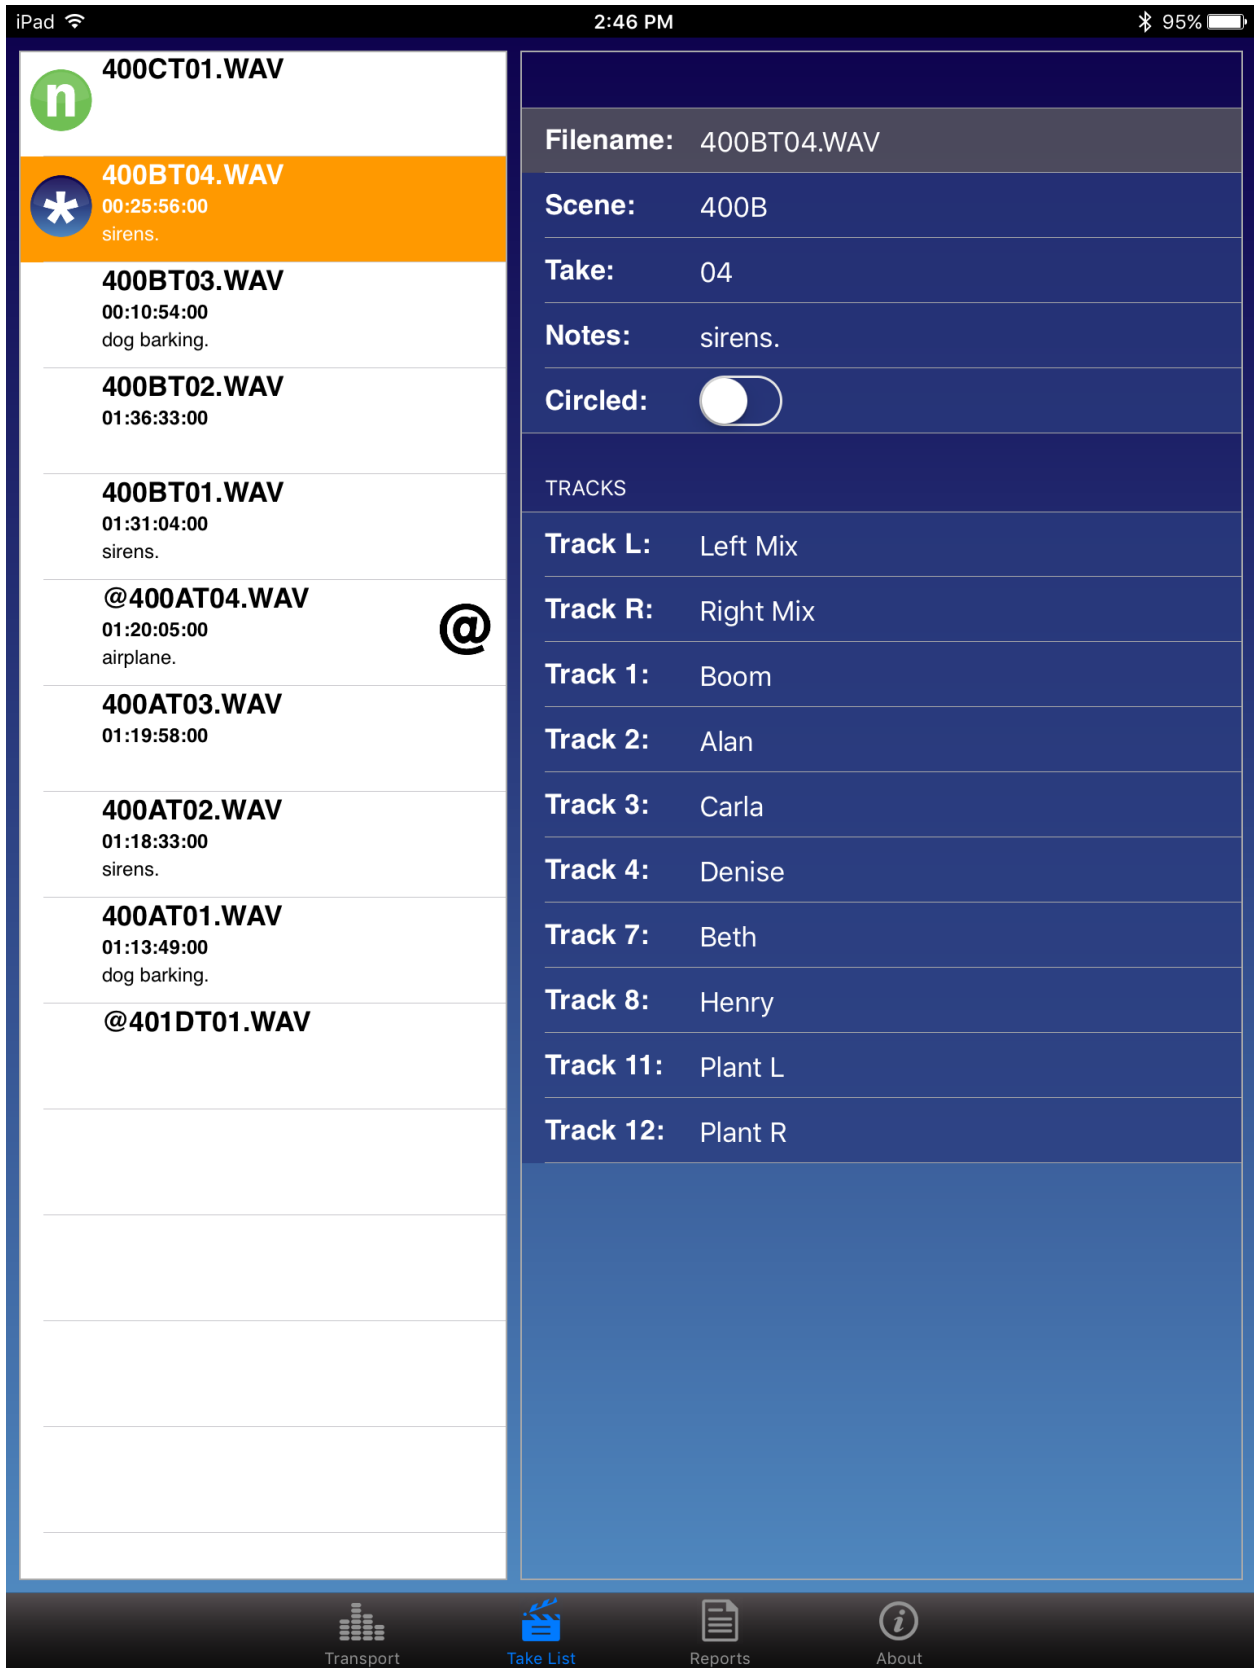 iPad
2:46 PM
95%
n
400CT01.WAV
*
400BT04.WAV
00:25:56:00
sirens.
400BT03.WAV
00:10:54:00
dog barking.
400BT02.WAV
01:36:33:00
400BT01.WAV
01:31:04:00
sirens.
@400AT04.WAV
01:20:05:00
airplane.
@
400AT03.WAV
01:19:58:00
400AT02.WAV
01:18:33:00
sirens.
400AT01.WAV
01:13:49:00
dog barking.
@401DT01.WAV
Filename: 400BT04.WAV
Scene: 400B
Take: 04
Notes: sirens.
Circled:
TRACKS
Track L: Left Mix
Track R: Right Mix
Track 1: Boom
Track 2: Alan
Track 3: Carla
Track 4: Denise
Track 7: Beth
Track 8: Henry
Track 11: Plant L
Track 12: Plant R
Transport
Take List
Reports
i
About